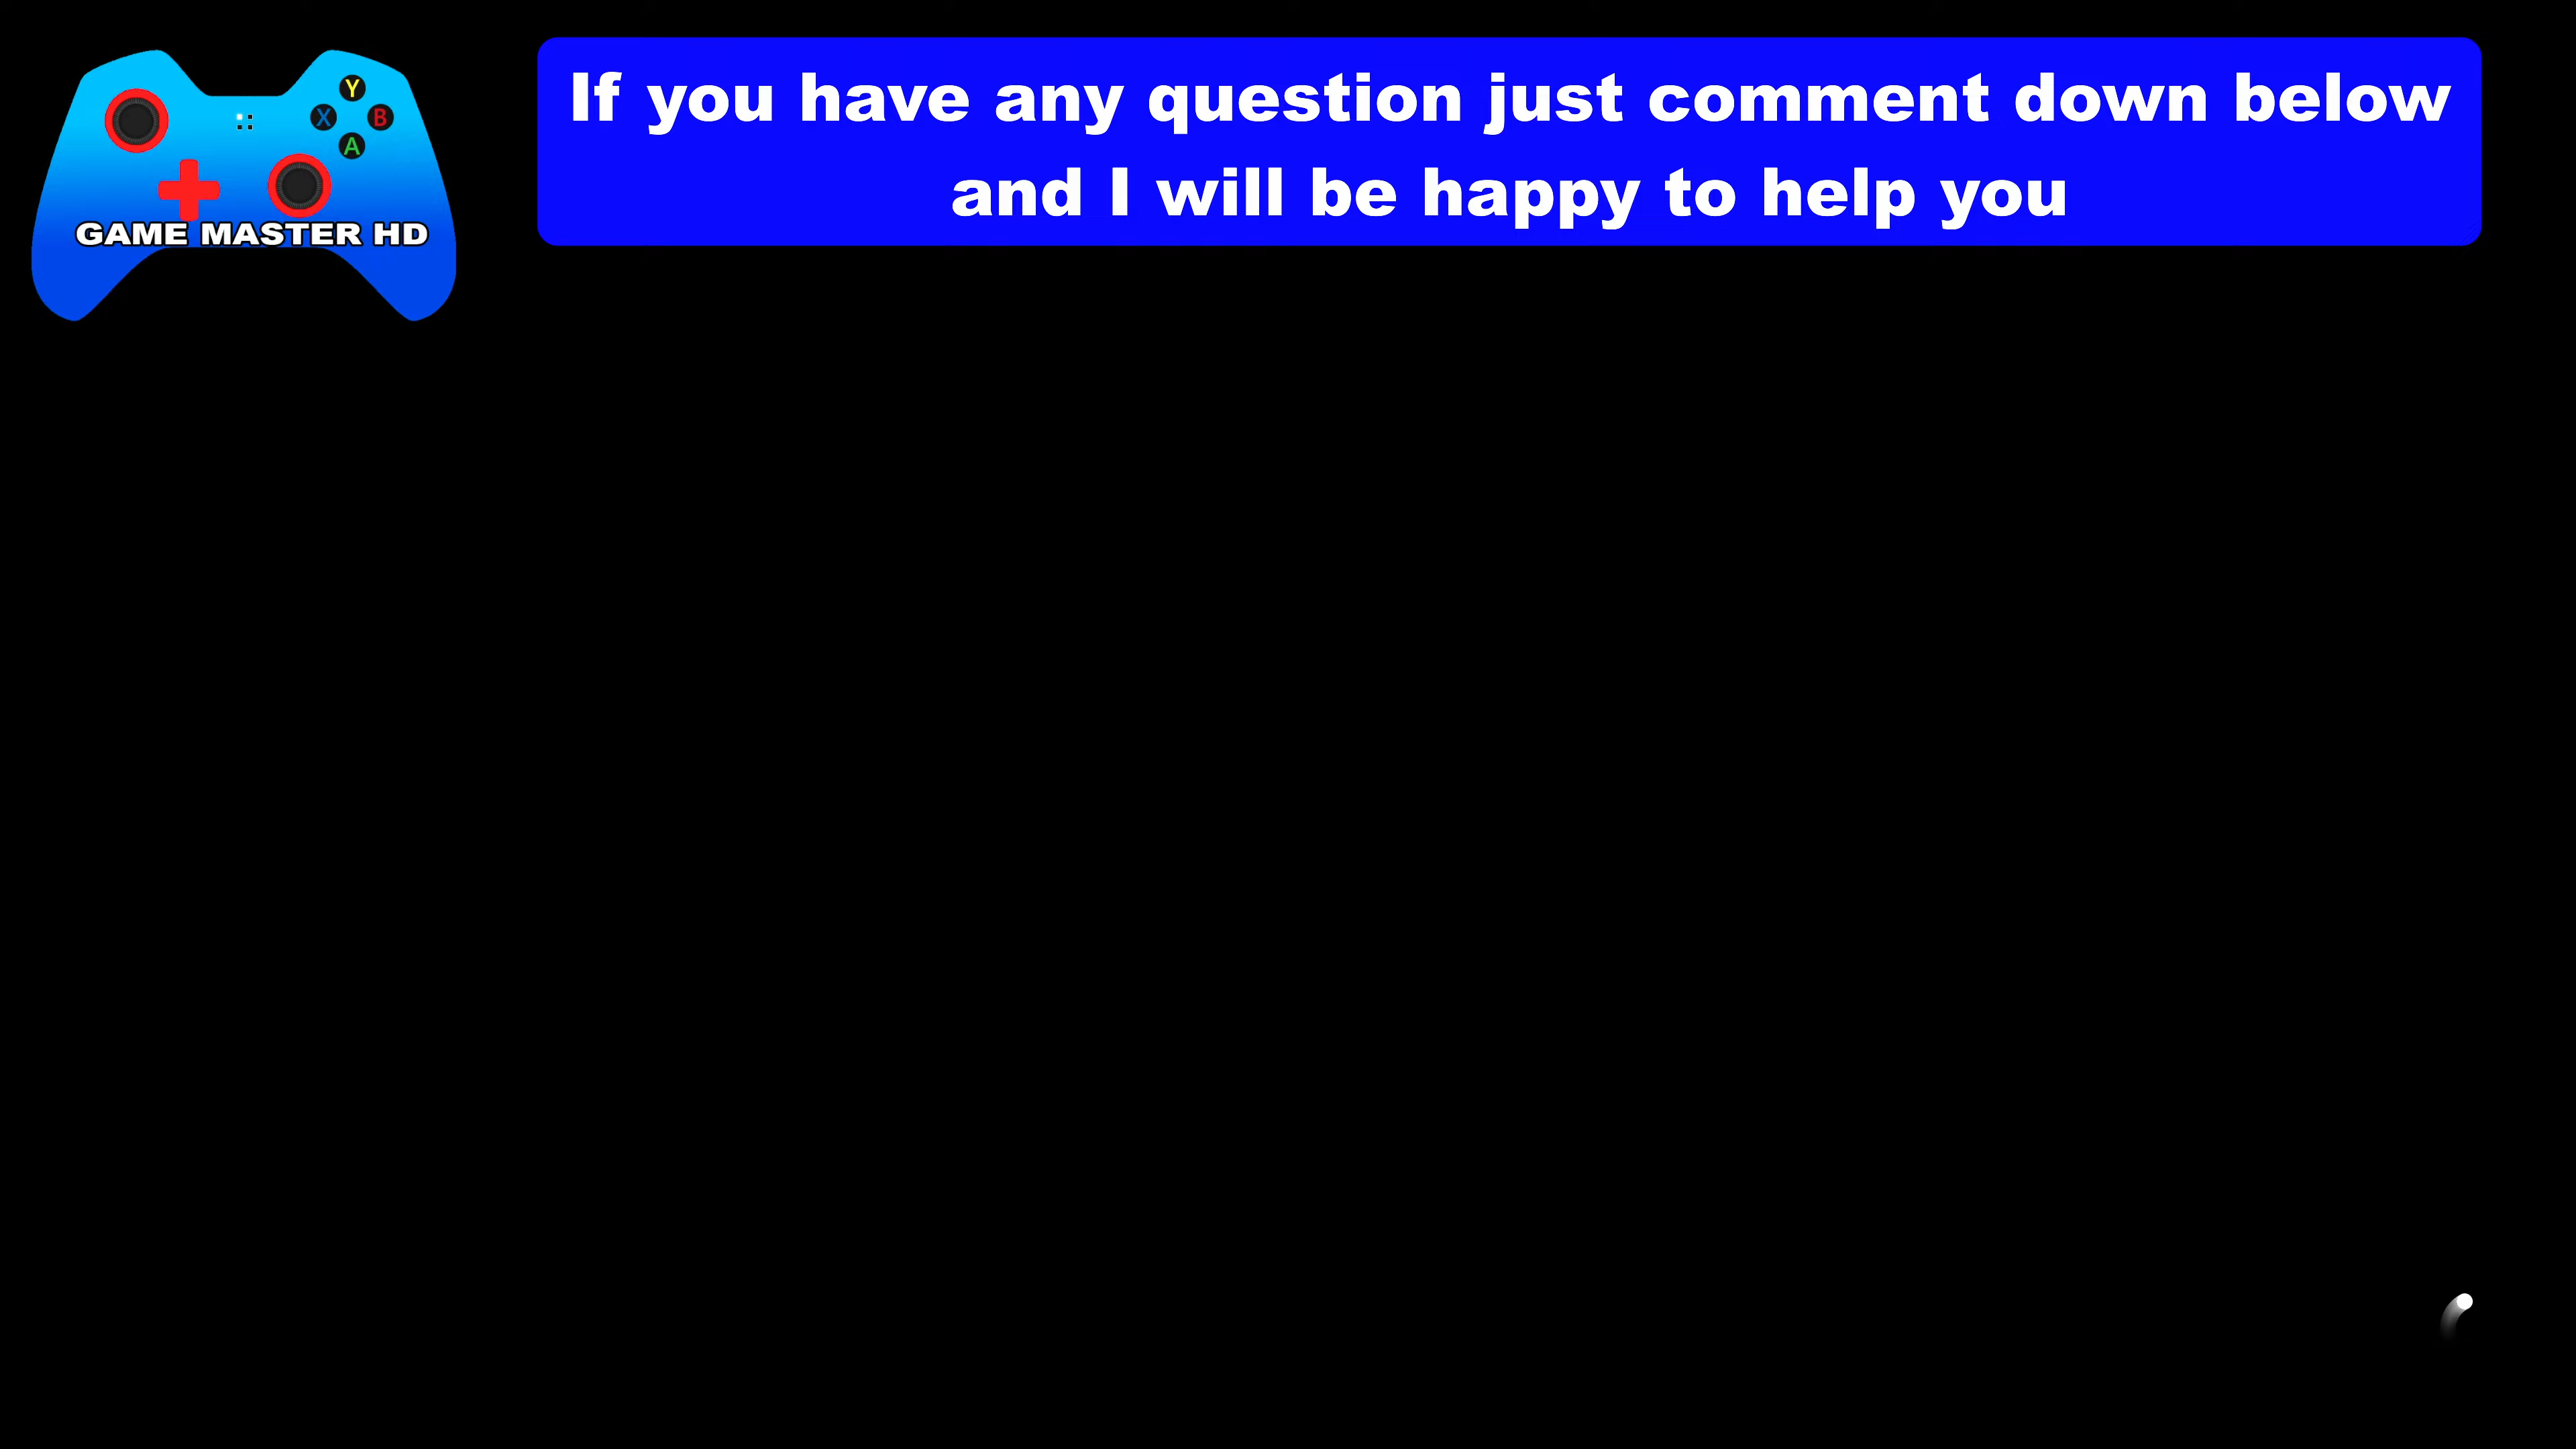 Y
X B
A
GAME MASTER HD
If you have any question just comment down below
and I will be happy to help you